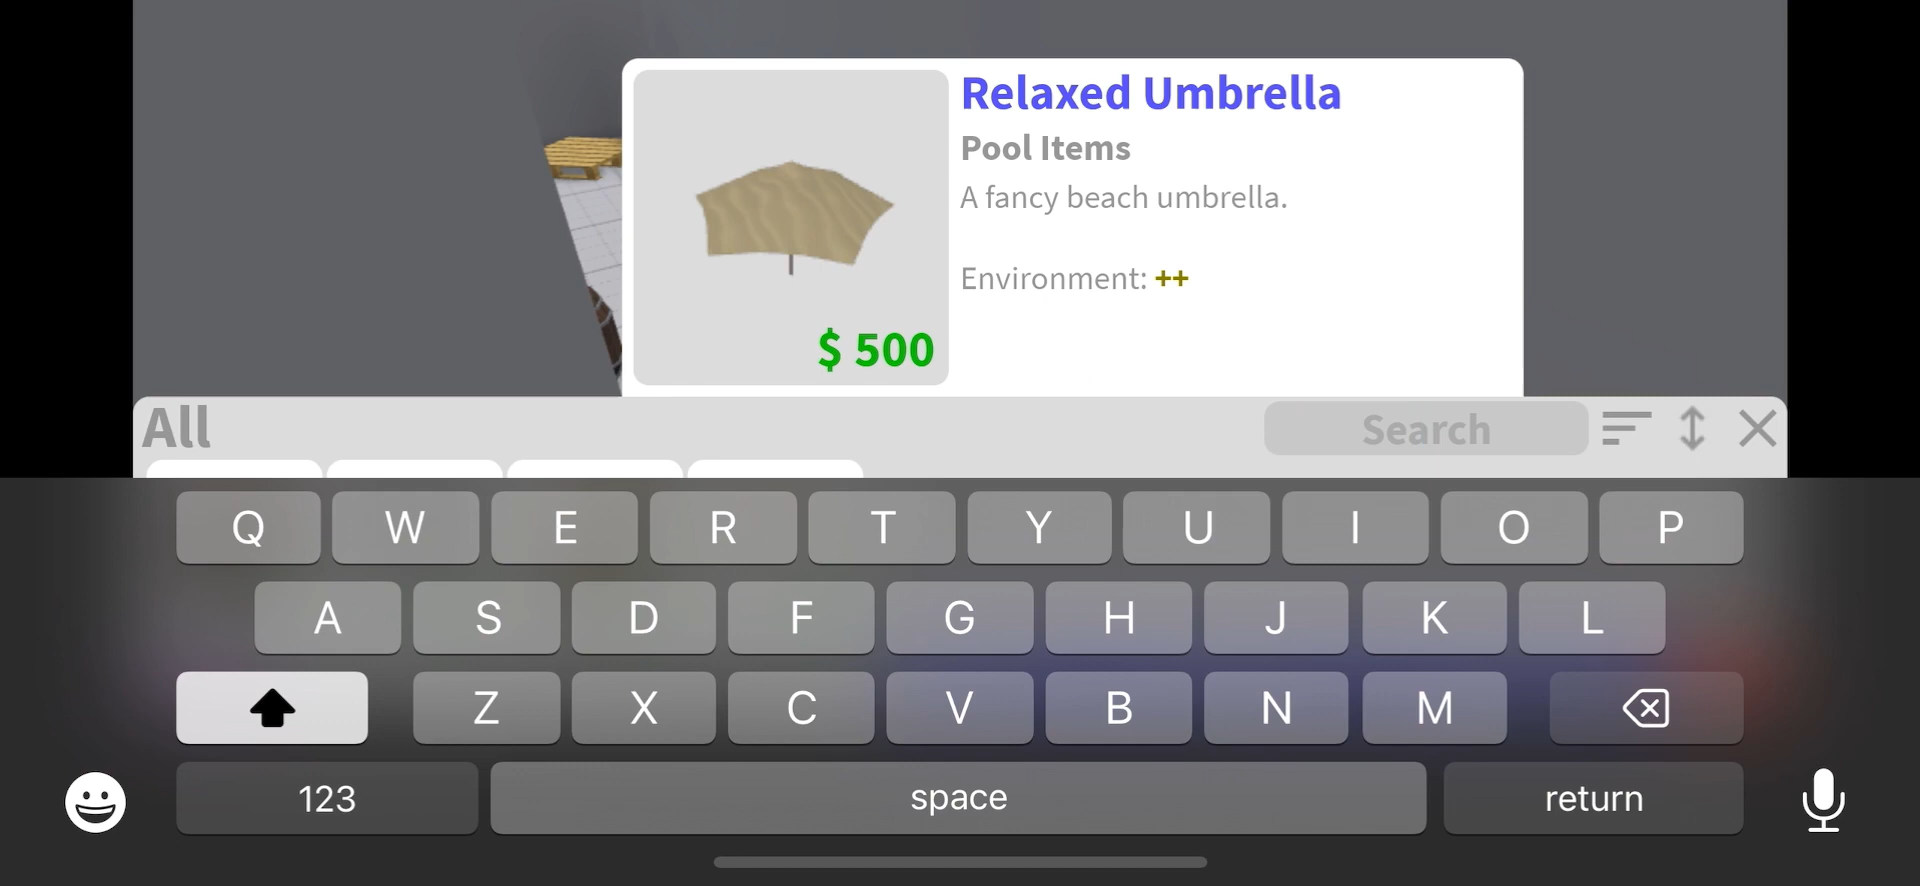 Relaxed Umbrella
Pool Items
A fancy beach umbrella.
Environment: ++
$ 500
All
Search
Q W E R T Y U I O P
A S D F G H J K L
Z X C V B N M
123 space return